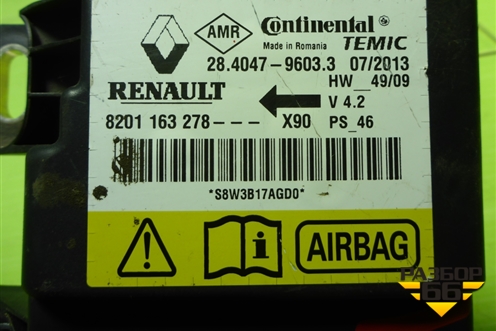 AMR Continental
Made in Romania TEMIC
28.4047-9603.3 07/2013
HW__49/09
RENAULT V 4.2
8201 163 278--- X90 PS_46
*S8W3B17AGD0*
AIRBAG
РАЗБОР
66